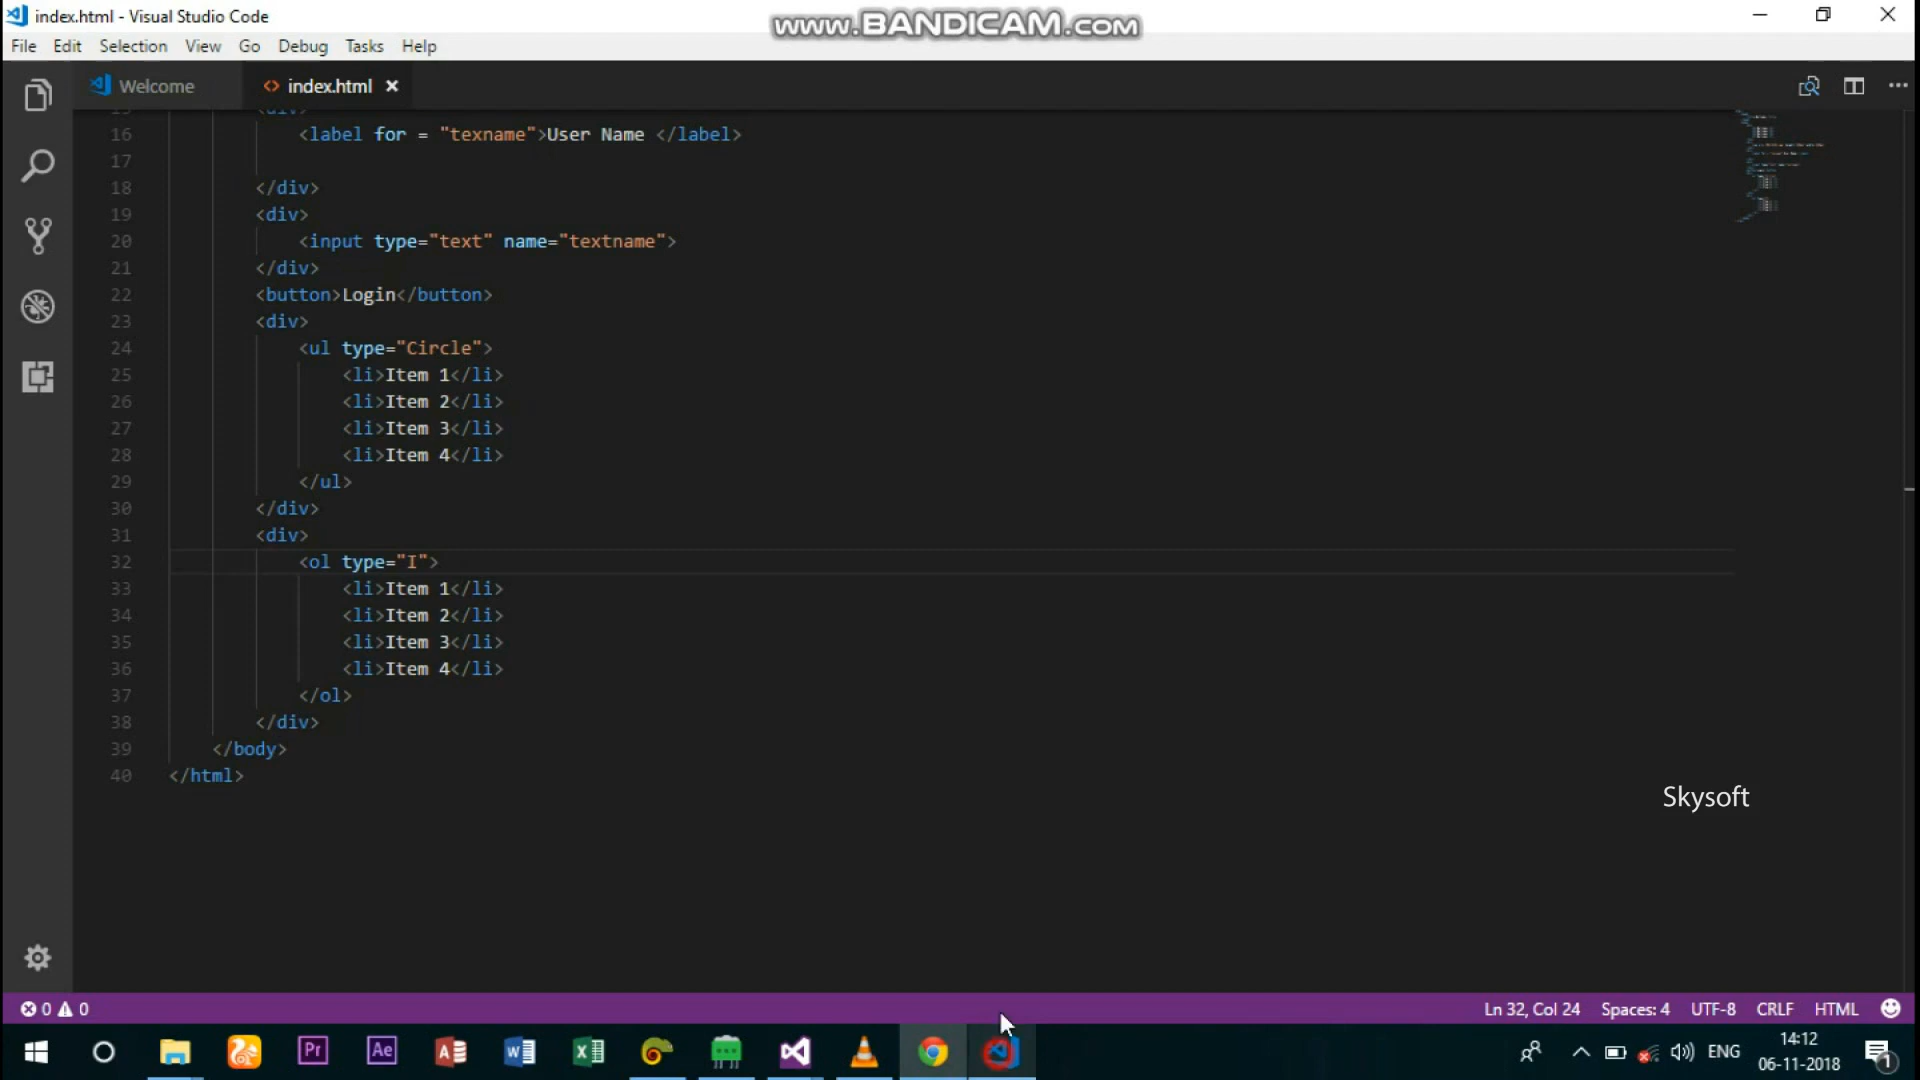 index.html - Visual Studio Code
www.BANDICAM.com
File Edit Selection View Go Debug Tasks Help
Welcome index.html
16 <label for = "texname">User Name </label>
17
18 </div>
19 <div>
20 <input type="text" name="textname">
21 </div>
22 <button>Login</button>
23 <div>
24 <ul type="Circle">
25 <li>Item 1</li>
26 <li>Item 2</li>
27 <li>Item 3</li>
28 <li>Item 4</li>
29 </ul>
30 </div>
31 <div>
32 <ol type="I">
33 <li>Item 1</li>
34 <li>Item 2</li>
35 <li>Item 3</li>
36 <li>Item 4</li>
37 </ol>
38 </div>
39 </body>
40 </html>
Skysoft
0 0 Ln 32, Col 24 Spaces: 4 UTF-8 CRLF HTML
Pr Ae ENG 14:12
06-11-2018 1